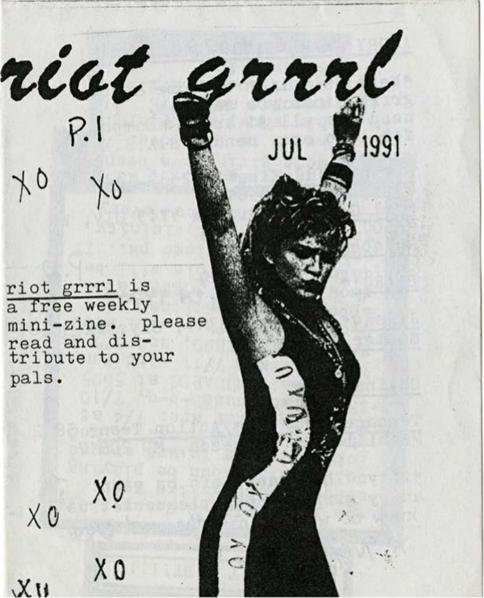 riot grrrl
P.1
JUL 1991
XO XO
riot grrrl is
a free weekly
mini-zine. please
read and dis-
tribute to your
pals.
XO
XO
XO